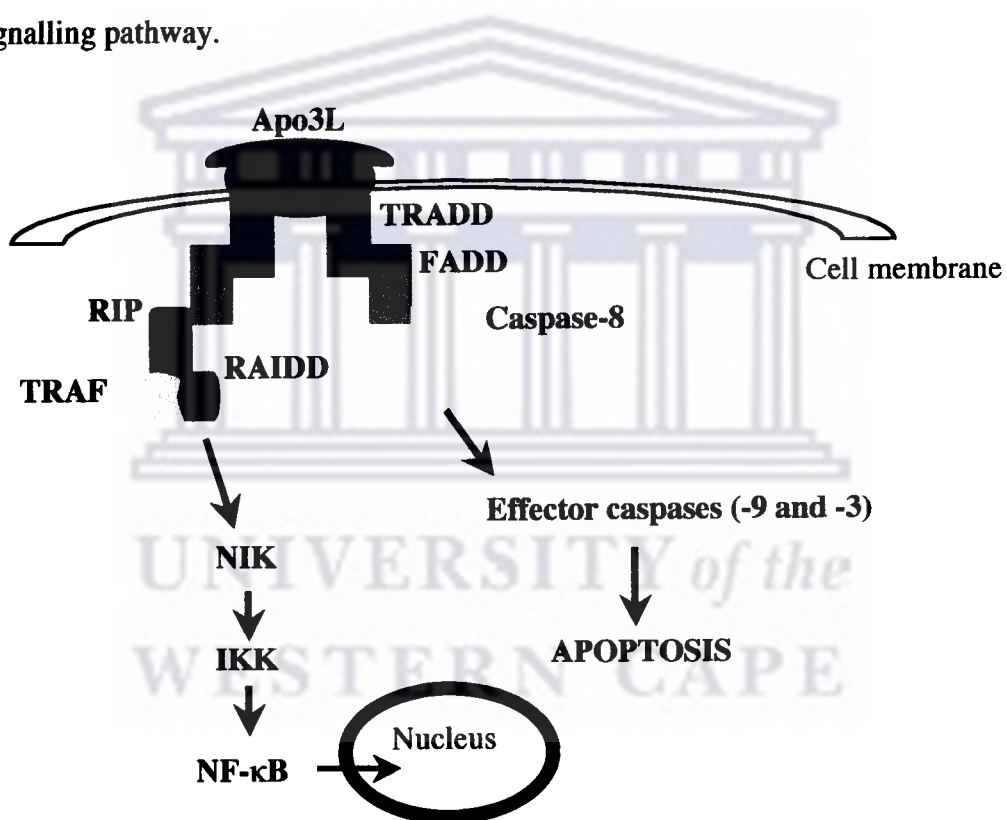 gnalling pathway.
Apo3L
TRADD
FADD
Cell membrane
RIP
Caspase-8
RAIDD
TRAF
Effector caspases (-9 and -3)
NIK
APOPTOSIS
IKK
Nucleus
NF-κB
UNIVERSITY of the
WESTERN CAPE